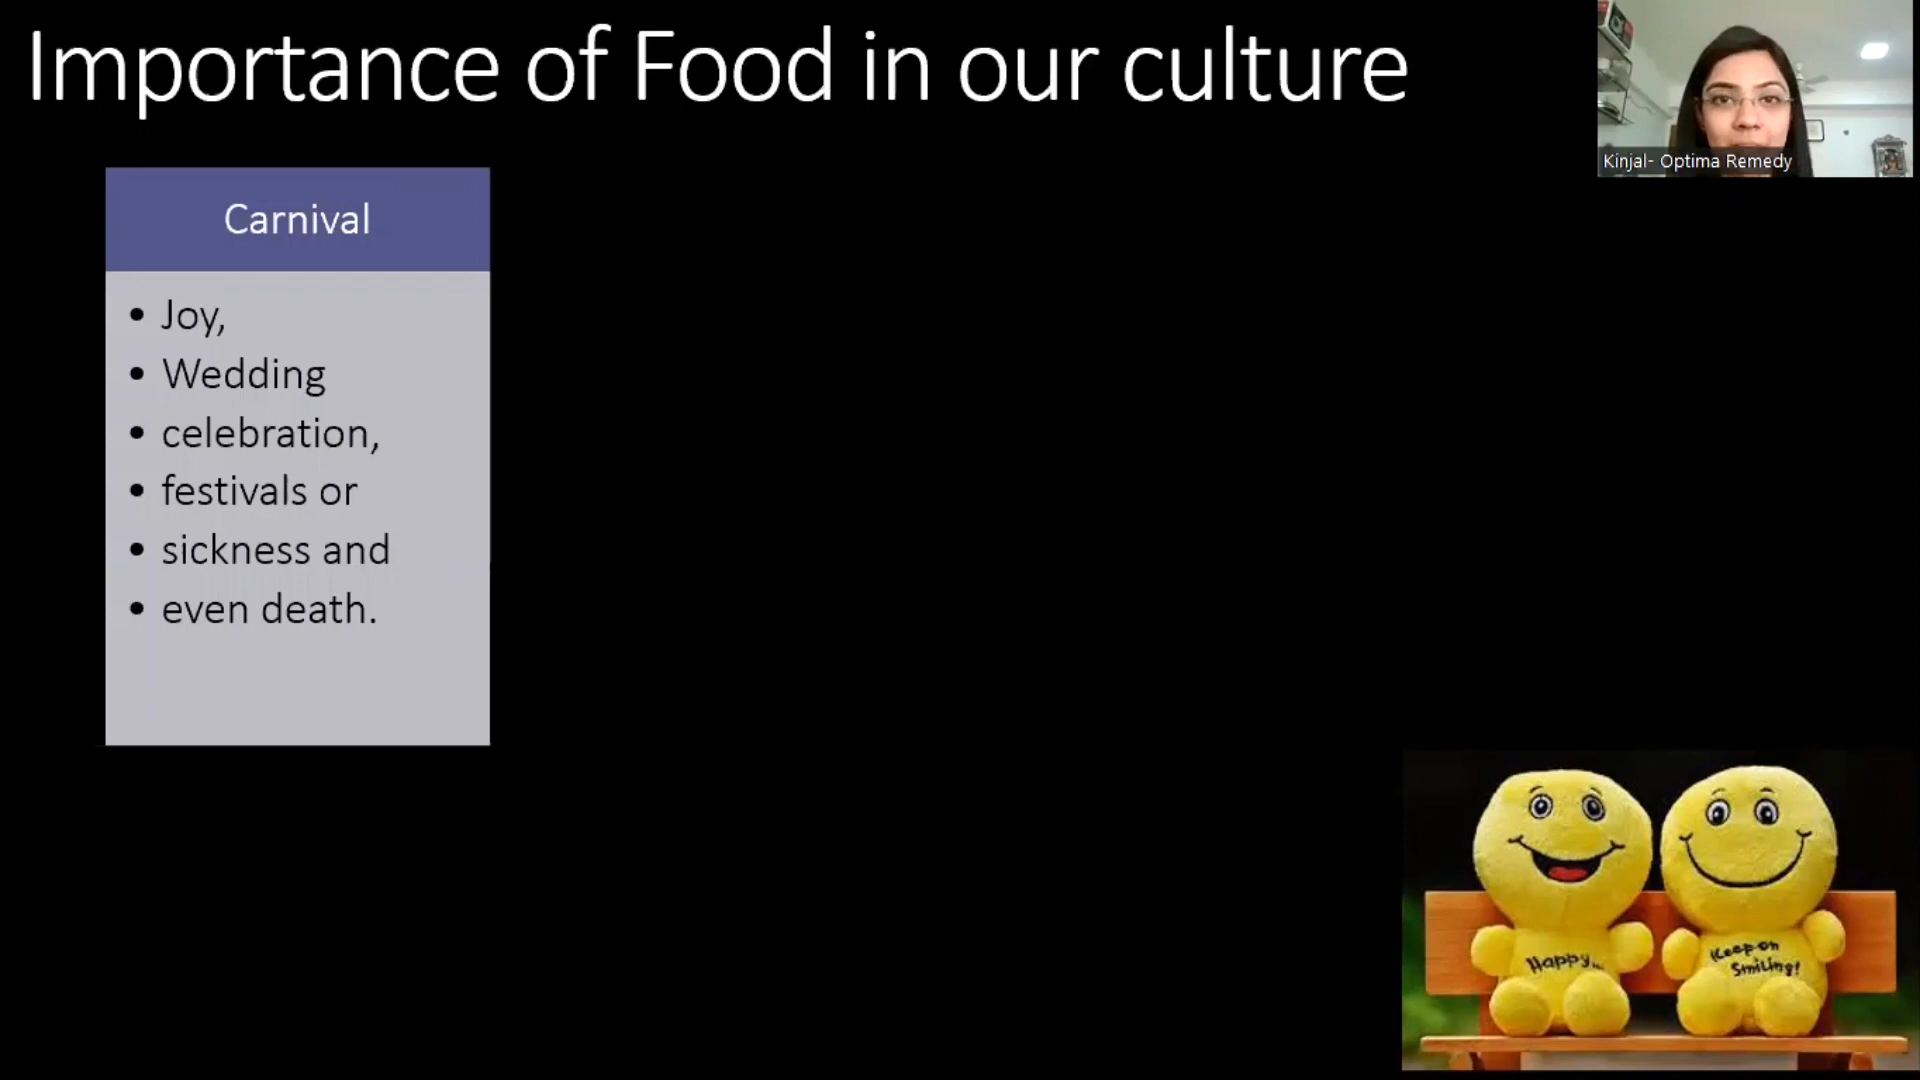 Importance of Food in our culture
Kinjal- Optima Remedy
Carnival
• Joy,
• Wedding
• celebration,
• festivals or
• sickness and
• even death.
Happy..
Keep on
Smiling!